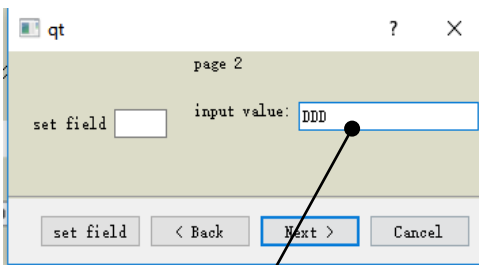 qt
?
page 2
set field
input value: DDD
set field
< Back
Next >
Cancel